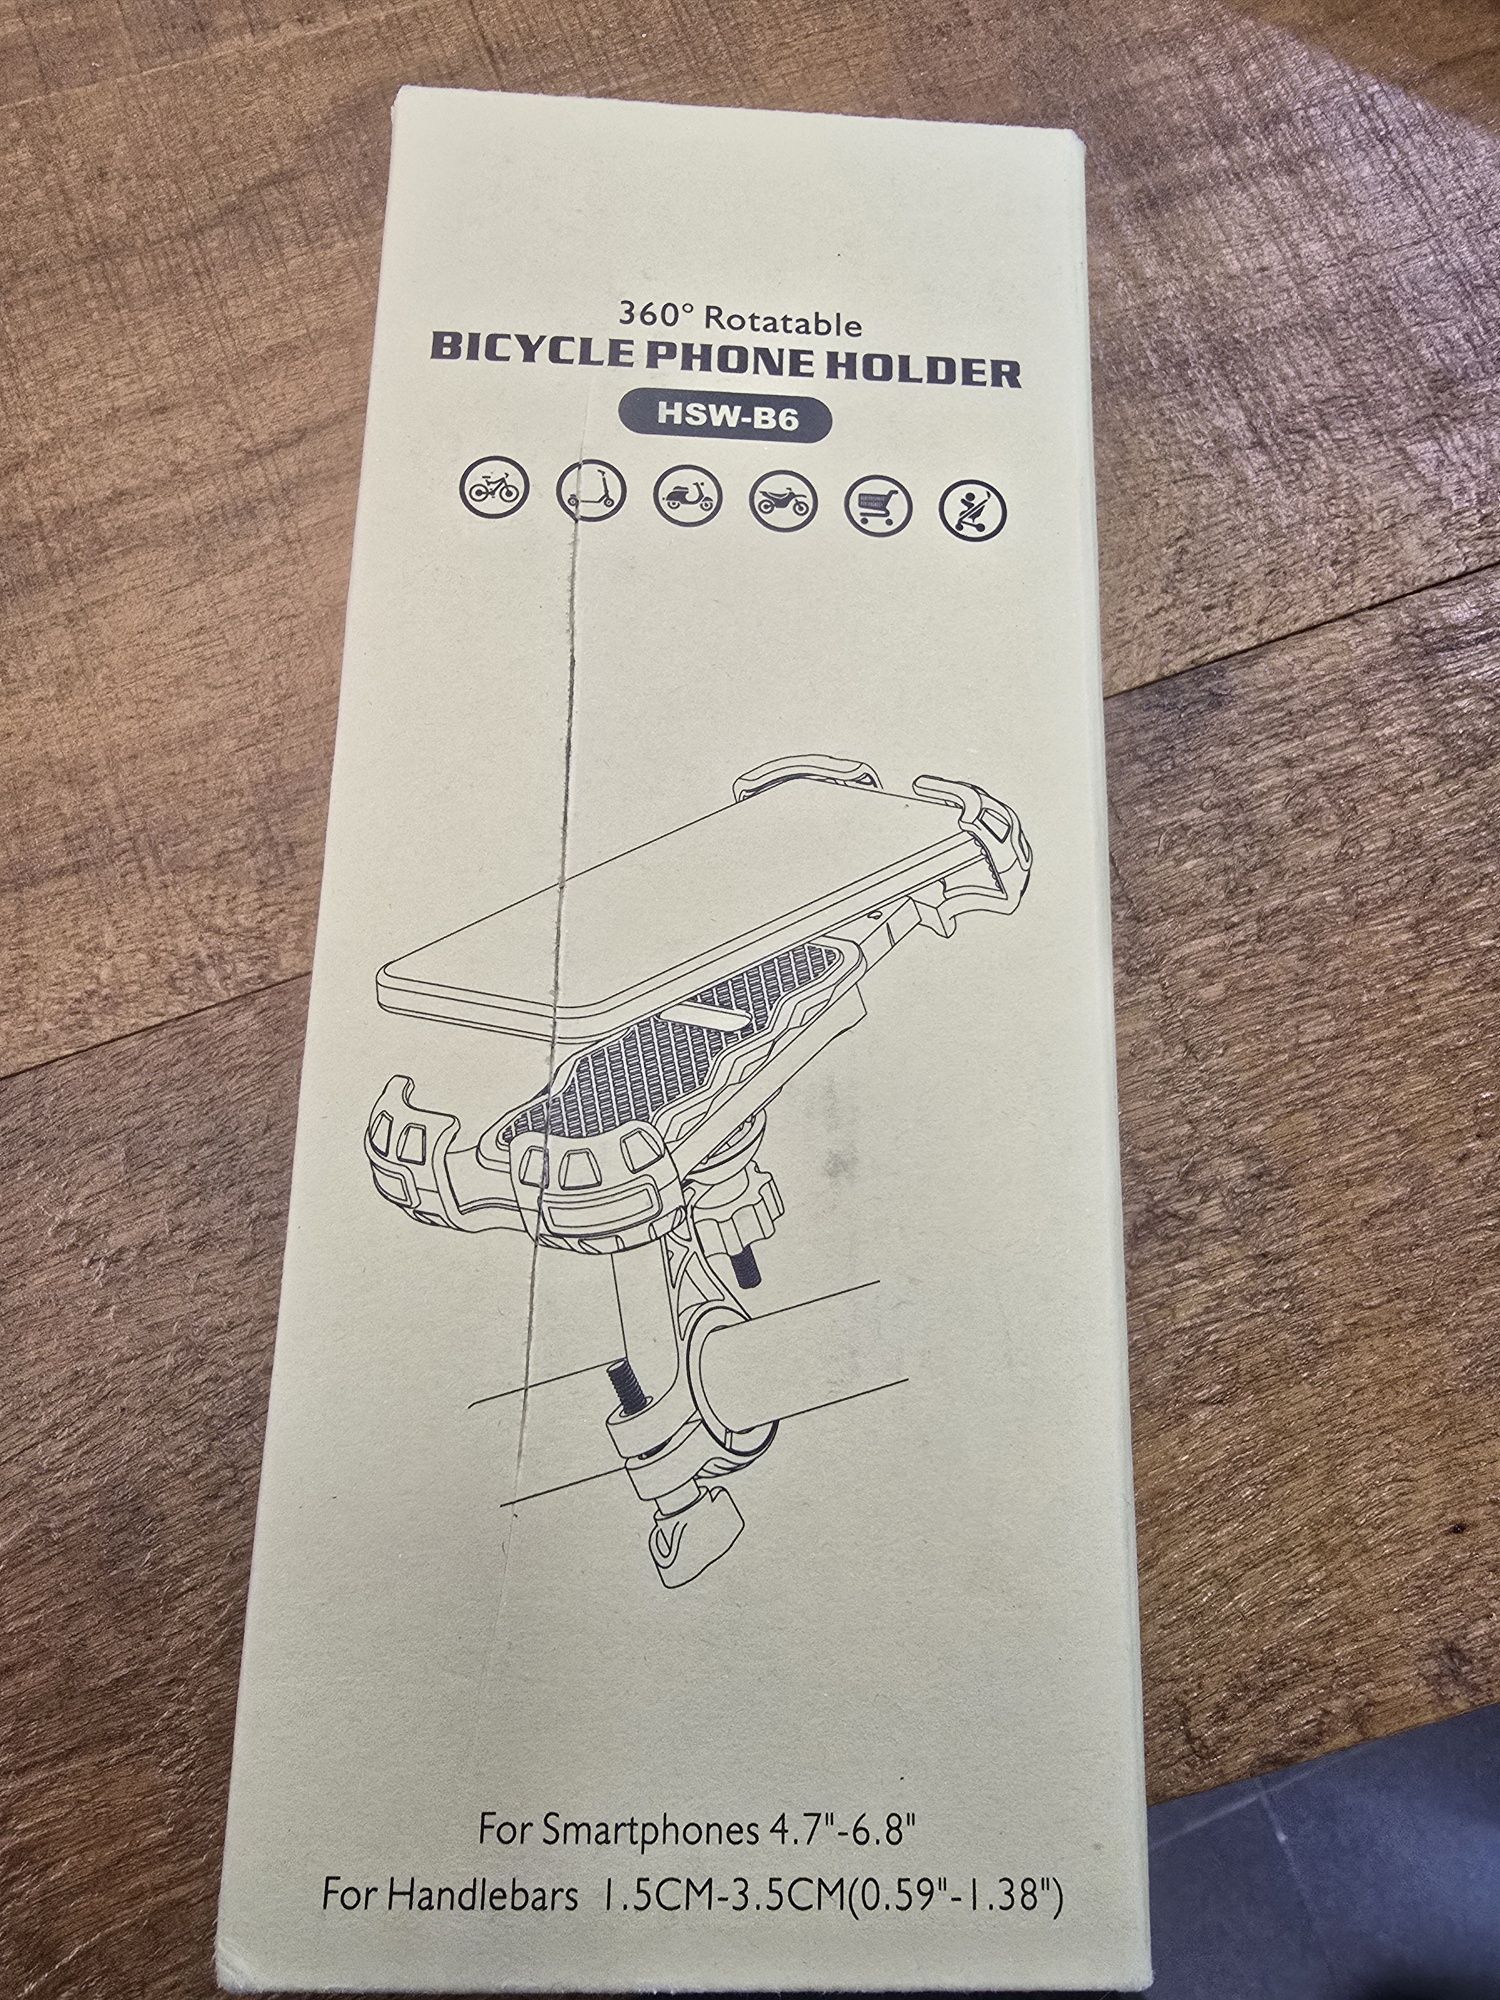 360° Rotatable
BICYCLE PHONE HOLDER
HSW-B6
For Smartphones 4.7"-6.8"
For Handlebars 1.5CM-3.5CM(0.59"-1.38")